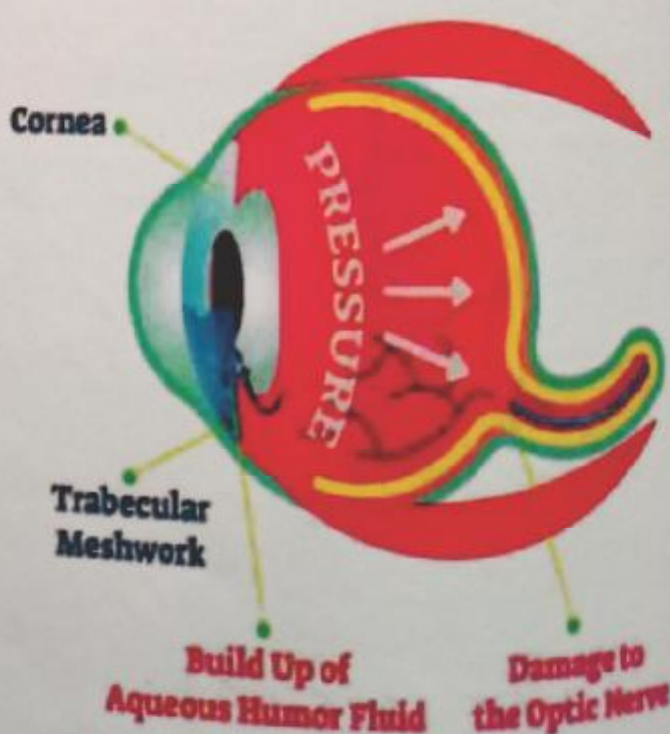 Cornea
PRESSURE
Trabecular
Meshwork
Build Up of
Aqueous Humor Fluid
Damage to
the Optic Nerve